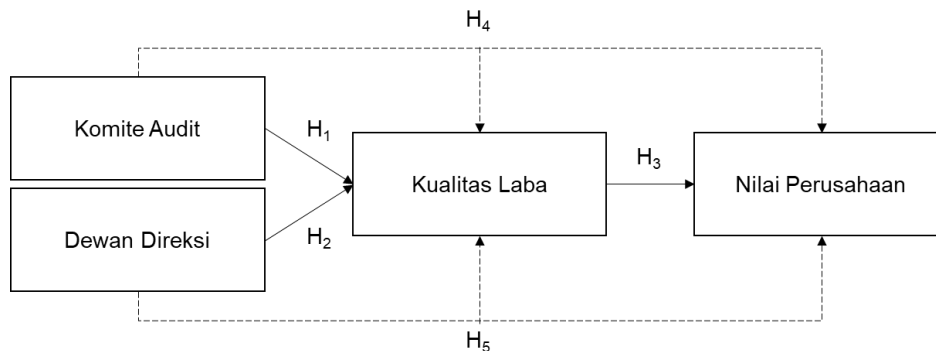 H₄
Komite Audit
H₁
H₃
Kualitas Laba
Nilai Perusahaan
Dewan Direksi
H₂
H₅